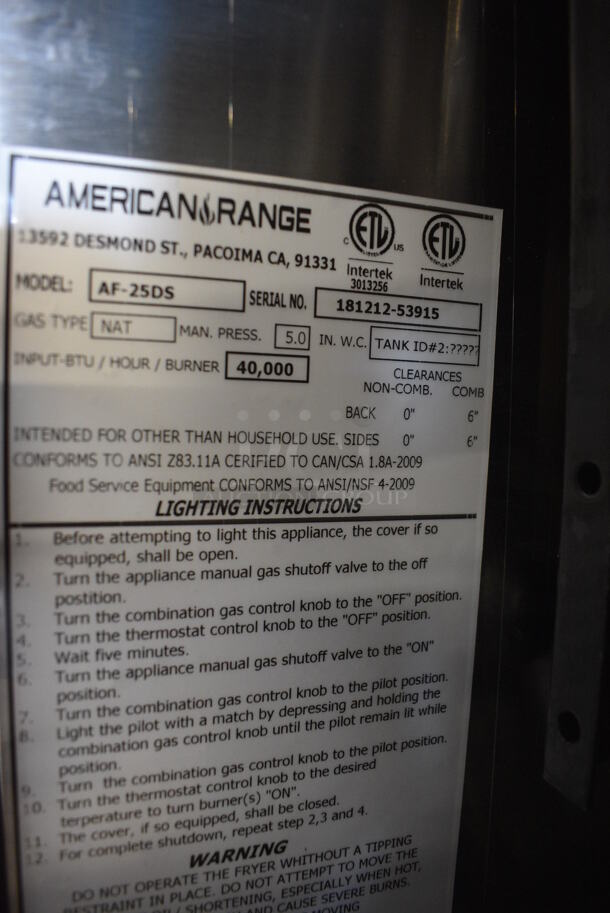 AMERICAN RANGE
13592 DESMOND ST., PACOIMA CA, 91331
C ETL US
Intertek
3013256
ETL
Intertek
MODEL: AF-25DS SERIAL NO. 181212-53915
GAS TYPE NAT MAN. PRESS. 5.0 IN. W.C. TANK ID#2:?????
INPUT-BTU / HOUR / BURNER 40,000
CLEARANCES
NON-COMB. COMB
BACK 0" 6"
INTENDED FOR OTHER THAN HOUSEHOLD USE. SIDES 0" 6"
CONFORMS TO ANSI Z83.11A CERIFIED TO CAN/CSA 1.8A-2009
Food Service Equipment CONFORMS TO ANSI/NSF 4-2009
LIGHTING INSTRUCTIONS
1. Before attempting to light this appliance, the cover if so
equipped, shall be open.
2. Turn the appliance manual gas shutoff valve to the off
postition.
3. Turn the combination gas control knob to the "OFF" position.
4. Turn the thermostat control knob to the "OFF" position.
5. Wait five minutes.
6. Turn the appliance manual gas shutoff valve to the "ON"
position.
7. Turn the combination gas control knob to the pilot position.
8. Light the pilot with a match by depressing and holding the
combination gas control knob until the pilot remain lit while
position.
9. Turn the combination gas control knob to the pilot position.
10. Turn the thermostat control knob to the desired
terperature to turn burner(s) "ON".
11. The cover, if so equipped, shall be closed.
12. For complete shutdown, repeat step 2,3 and 4.
WARNING
DO NOT OPERATE THE FRYER WHITHOUT A TIPPING
RESTRAINT IN PLACE. DO NOT ATTEMPT TO MOVE THE
SHORTENING, ESPECIALLY WHEN HOT,
AND CAUSE SEVERE BURNS.
MOVING